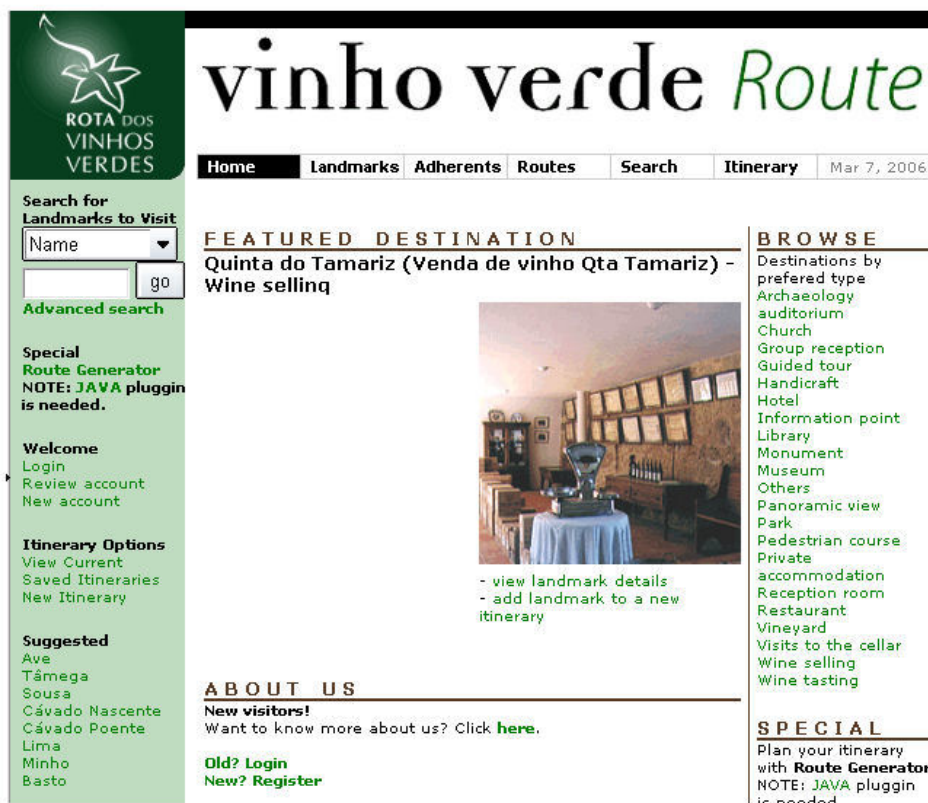 ROTA DOS
VINHOS
VERDES
vinho verde Route
Home Landmarks Adherents Routes Search Itinerary Mar 7, 2006
Search for
Landmarks to Visit
Name
go
Advanced search
Special
Route Generator
NOTE: JAVA pluggin
is needed.
Welcome
Login
Review account
New account
Itinerary Options
View Current
Saved Itineraries
New Itinerary
Suggested
Ave
Tâmega
Sousa
Cávado Nascente
Cávado Poente
Lima
Minho
Basto
FEATURED DESTINATION
Quinta do Tamariz (Venda de vinho Qta Tamariz) -
Wine selling
- view landmark details
- add landmark to a new
itinerary
ABOUT US
New visitors!
Want to know more about us? Click here.
Old? Login
New? Register
BROWSE
Destinations by
prefered type
Archaeology
auditorium
Church
Group reception
Guided tour
Handicraft
Hotel
Information point
Library
Monument
Museum
Others
Panoramic view
Park
Pedestrian course
Private
accommodation
Reception room
Restaurant
Vineyard
Visits to the cellar
Wine selling
Wine tasting
SPECIAL
Plan your itinerary
with Route Generator
NOTE: JAVA pluggin
is needed